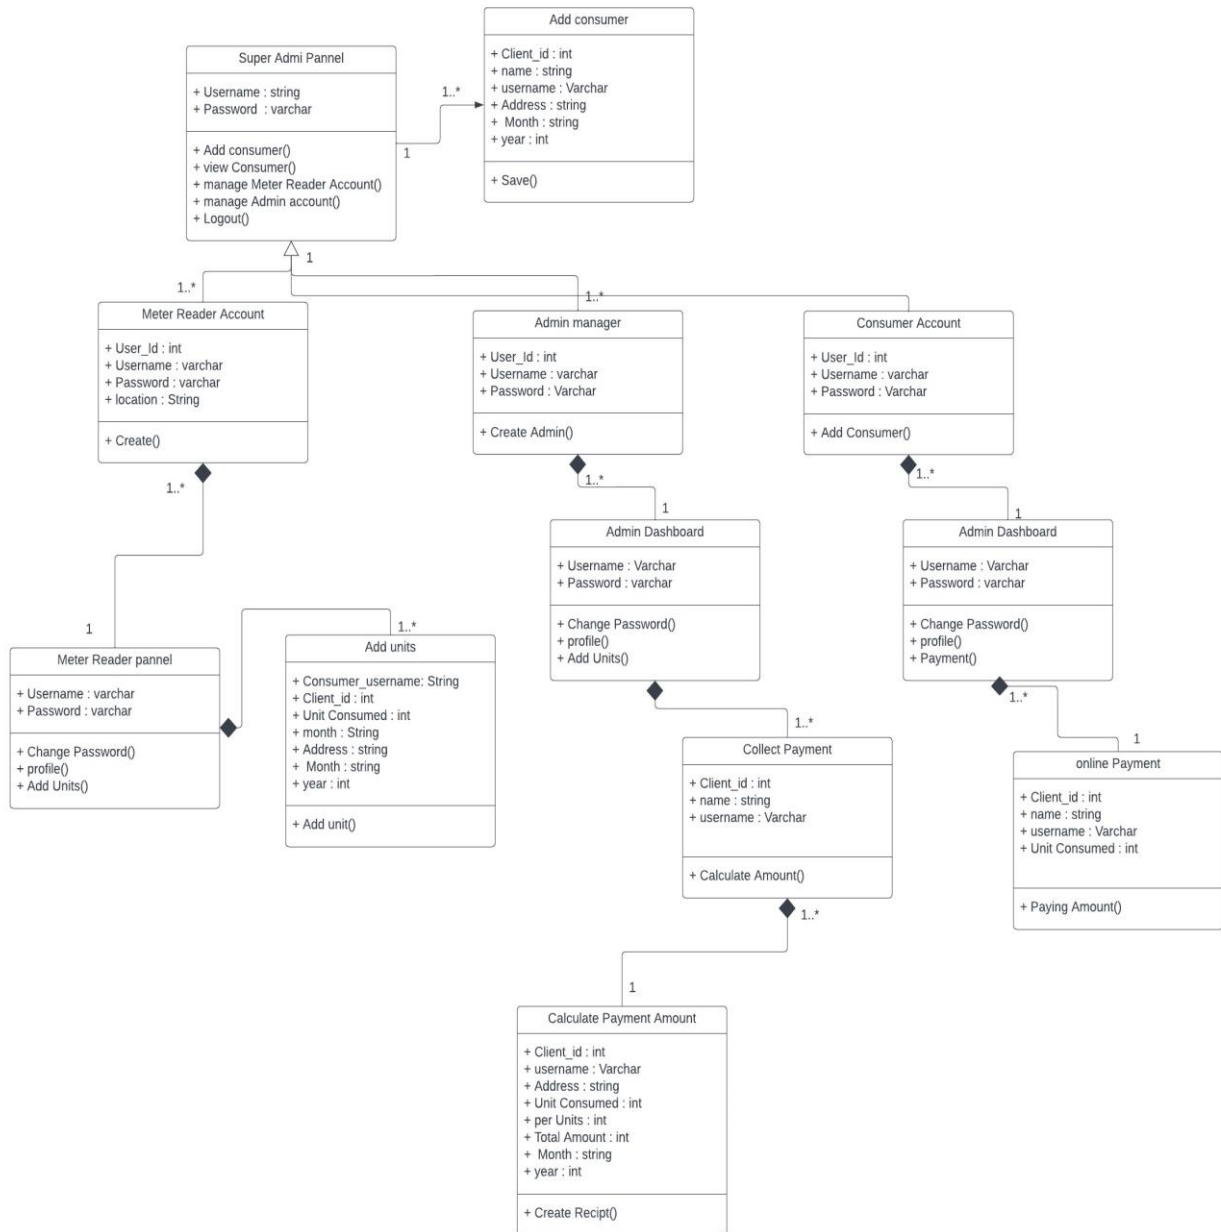 Add consumer
+ Client_id : int
+ name : string
+ username : Varchar
+ Address : string
+  Month : string
+ year : int
+ Save()
Super Admi Pannel
+ Username : string
+ Password  : varchar
+ Add consumer()
+ view Consumer()
+ manage Meter Reader Account()
+ manage Admin account()
+ Logout()
1..*
1
1
1..*
1..*
Meter Reader Account
+ User_Id : int
+ Username : varchar
+ Password : varchar
+ location : String
+ Create()
Admin manager
+ User_Id : int
+ Username : varchar
+ Password : Varchar
+ Create Admin()
Consumer Account
+ User_Id : int
+ Username : varchar
+ Password : Varchar
+ Add Consumer()
1..*
1..*
1..*
1
1
1
Admin Dashboard
+ Username : Varchar
+ Password : varchar
+ Change Password()
+ profile()
+ Add Units()
Admin Dashboard
+ Username : Varchar
+ Password : varchar
+ Change Password()
+ profile()
+ Payment()
Meter Reader pannel
+ Username : varchar
+ Password : varchar
+ Change Password()
+ profile()
+ Add Units()
1..*
Add units
+ Consumer_username: String
+ Client_id : int
+ Unit Consumed : int
+ month : String
+ Address : string
+  Month : string
+ year : int
+ Add unit()
1..*
Collect Payment
+ Client_id : int
+ name : string
+ username : Varchar
+ Calculate Amount()
1..*
1
online Payment
+ Client_id : int
+ name : string
+ username : Varchar
+ Unit Consumed : int
+ Paying Amount()
1..*
1
Calculate Payment Amount
+ Client_id : int
+ username : Varchar
+ Address : string
+ Unit Consumed : int
+ per Units : int
+ Total Amount : int
+  Month : string
+ year : int
+ Create Recipt()